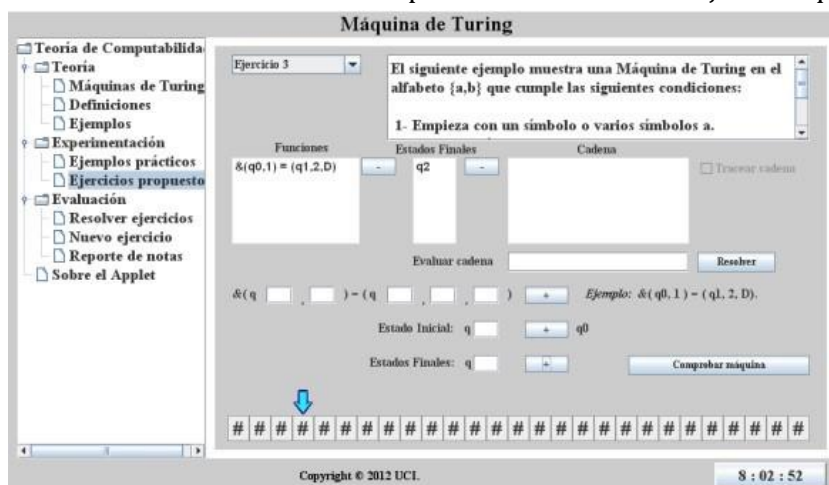 Máquina de Turing
Teoría de Computabilida
Teoría
Máquinas de Turing
Definiciones
Ejemplos
Experimentación
Ejemplos prácticos
Ejercicios propuesto
Evaluación
Resolver ejercicios
Nuevo ejercicio
Reporte de notas
Sobre el Applet
Ejercicio 3
El siguiente ejemplo muestra una Máquina de Turing en el
alfabeto {a,b} que cumple las siguientes condiciones:
1- Empieza con un símbolo o varios símbolos a.
Funciones Estados Finales Cadena
&(q0,1) = (q1,2,D) - q2 - Tracear cadena
Evaluar cadena Resolver
&( q , ) = ( q , , ) + Ejemplo: &( q0, 1 ) = ( q1, 2, D).
Estado Inicial: q + q0
Estados Finales: q + Comprobar máquina
# # # # # # # # # # # # # # # # # # # # # # # # # # #
Copyright © 2012 UCI. 8 : 02 : 52